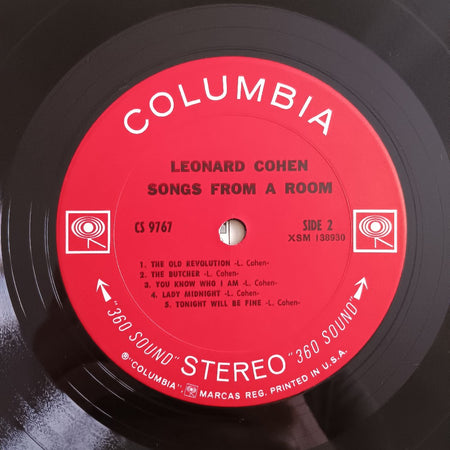 COLUMBIA
LEONARD COHEN
SONGS FROM A ROOM
CS 9767
SIDE 2
XSM 138930
1. THE OLD REVOLUTION -L. Cohen-
2. THE BUTCHER -L. Cohen-
3. YOU KNOW WHO I AM -L. Cohen-
4. LADY MIDNIGHT -L. Cohen-
5. TONIGHT WILL BE FINE -L. Cohen-
"360 SOUND" STEREO "360 SOUND"
® "COLUMBIA", MARCAS REG. PRINTED IN U.S.A.